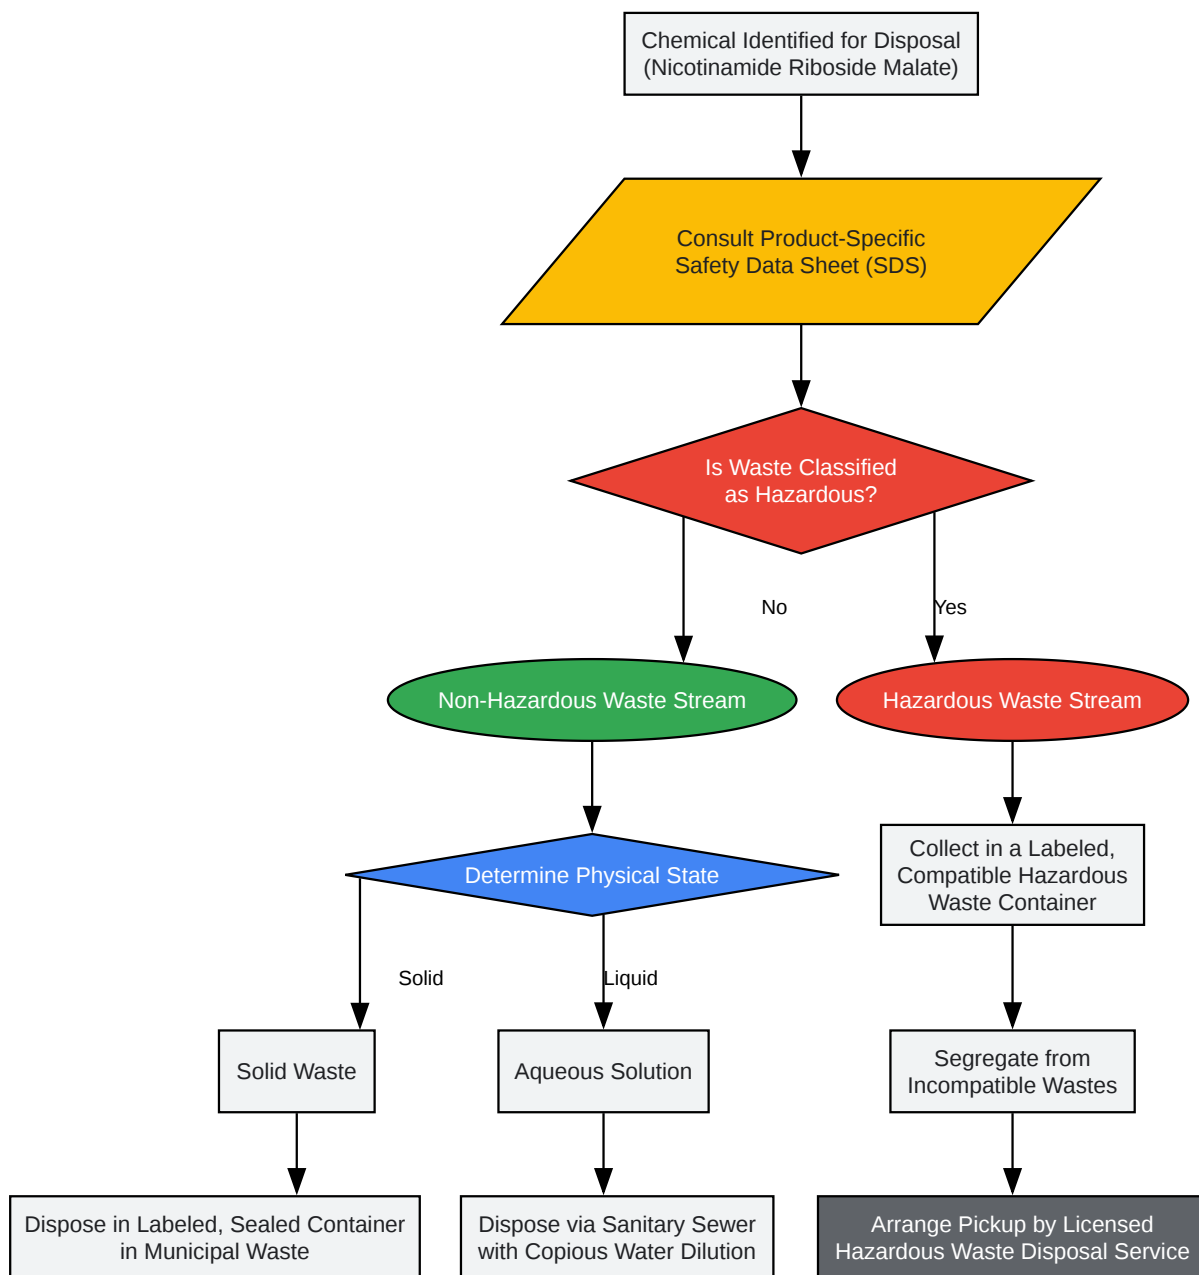 Chemical Identified for Disposal
(Nicotinamide Riboside Malate)
Consult Product-Specific
Safety Data Sheet (SDS)
Is Waste Classified
as Hazardous?
No
Yes
Non-Hazardous Waste Stream
Hazardous Waste Stream
Determine Physical State
Collect in a Labeled,
Compatible Hazardous
Waste Container
Solid
Liquid
Solid Waste
Aqueous Solution
Segregate from
Incompatible Wastes
Dispose in Labeled, Sealed Container
in Municipal Waste
Dispose via Sanitary Sewer
with Copious Water Dilution
Arrange Pickup by Licensed
Hazardous Waste Disposal Service